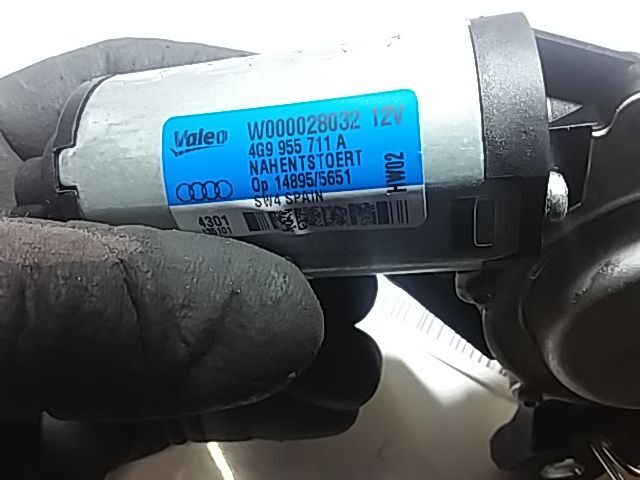 Valeo W000028032 12V
4G9 955 711 A
NAHENTSTOERT
Op 14895/5651
SW4 SPAIN
HW02
4301